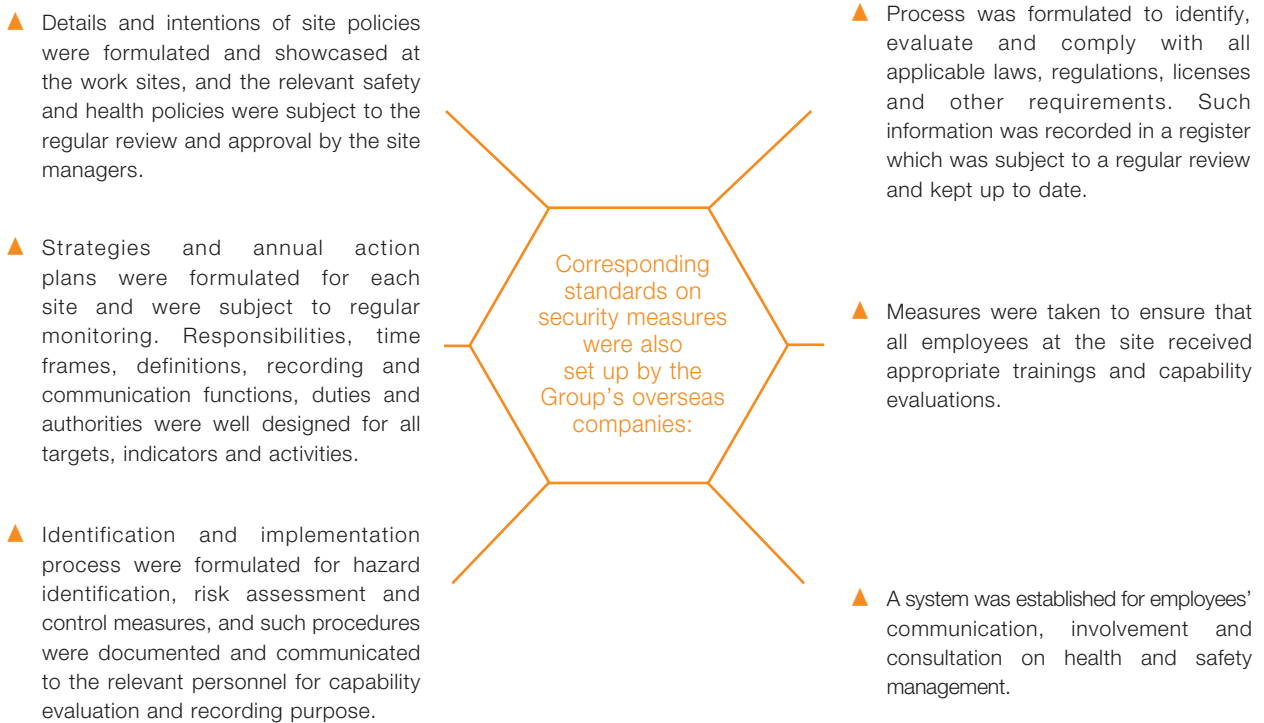 Details and intentions of site policies
were formulated and showcased at
the work sites, and the relevant safety
and health policies were subject to the
regular review and approval by the site
managers.
Strategies and annual action
plans were formulated for each
site and were subject to regular
monitoring. Responsibilities, time
frames, definitions, recording and
communication functions, duties and
authorities were well designed for all
targets, indicators and activities.
Identification and implementation
process were formulated for hazard
identification, risk assessment and
control measures, and such procedures
were documented and communicated
to the relevant personnel for capability
evaluation and recording purpose.
Corresponding
standards on
security measures
were also
set up by the
Group's overseas
companies:
Process was formulated to identify,
evaluate and comply with all
applicable laws, regulations, licenses
and other requirements. Such
information was recorded in a register
which was subject to a regular review
and kept up to date.
Measures were taken to ensure that
all employees at the site received
appropriate trainings and capability
evaluations.
A system was established for employees'
communication, involvement and
consultation on health and safety
management.